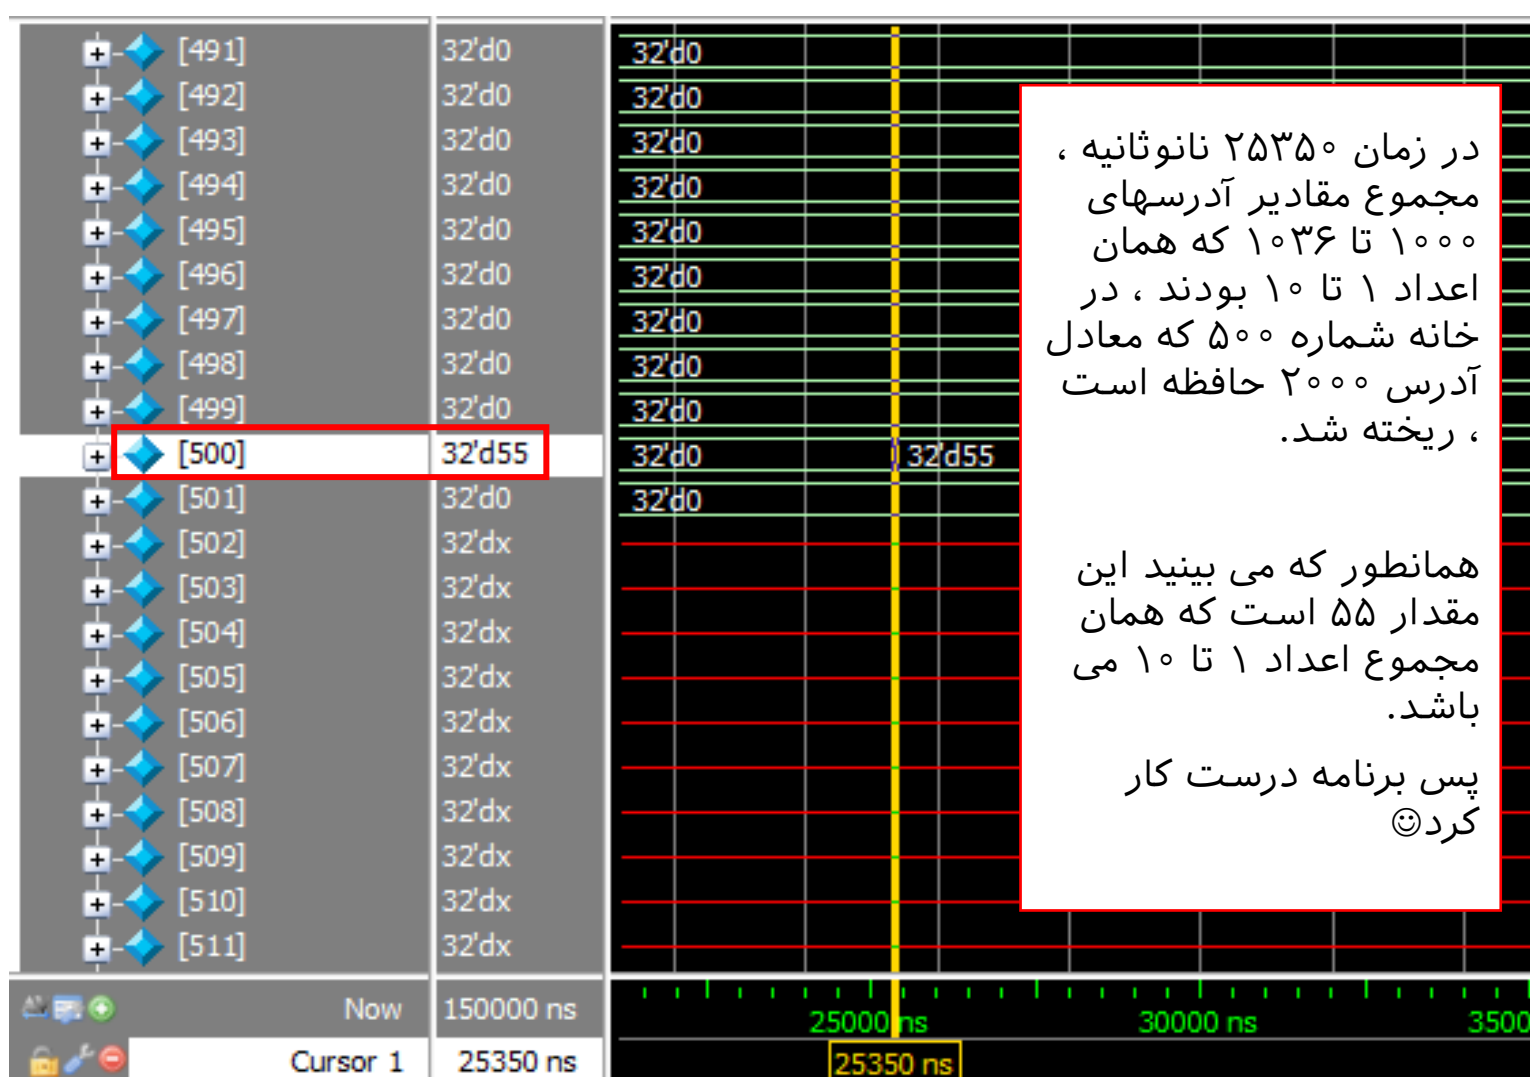 [491] 32'd0 32'd0
[492] 32'd0 32'd0
[493] 32'd0 32'd0
[494] 32'd0 32'd0
[495] 32'd0 32'd0
[496] 32'd0 32'd0
[497] 32'd0 32'd0
[498] 32'd0 32'd0
[499] 32'd0 32'd0
[500] 32'd55 32'd0 32'd55
[501] 32'd0 32'd0
[502] 32'dx
[503] 32'dx
[504] 32'dx
[505] 32'dx
[506] 32'dx
[507] 32'dx
[508] 32'dx
[509] 32'dx
[510] 32'dx
[511] 32'dx
در زمان ۲۵۳۵۰ نانوثانیه ،
مجموع مقادیر آدرسهای
۱۰۰۰ تا ۱۰۳۶ که همان
اعداد ۱ تا ۱۰ بودند ، در
خانه شماره ۵۰۰ که معادل
آدرس ۲۰۰۰ حافظه است
، ریخته شد.
همانطور که می بینید این
مقدار ۵۵ است که همان
مجموع اعداد ۱ تا ۱۰ می
باشد.
پس برنامه درست کار
کرد☺
Now 150000 ns 25000 ns 30000 ns 3500
Cursor 1 25350 ns 25350 ns